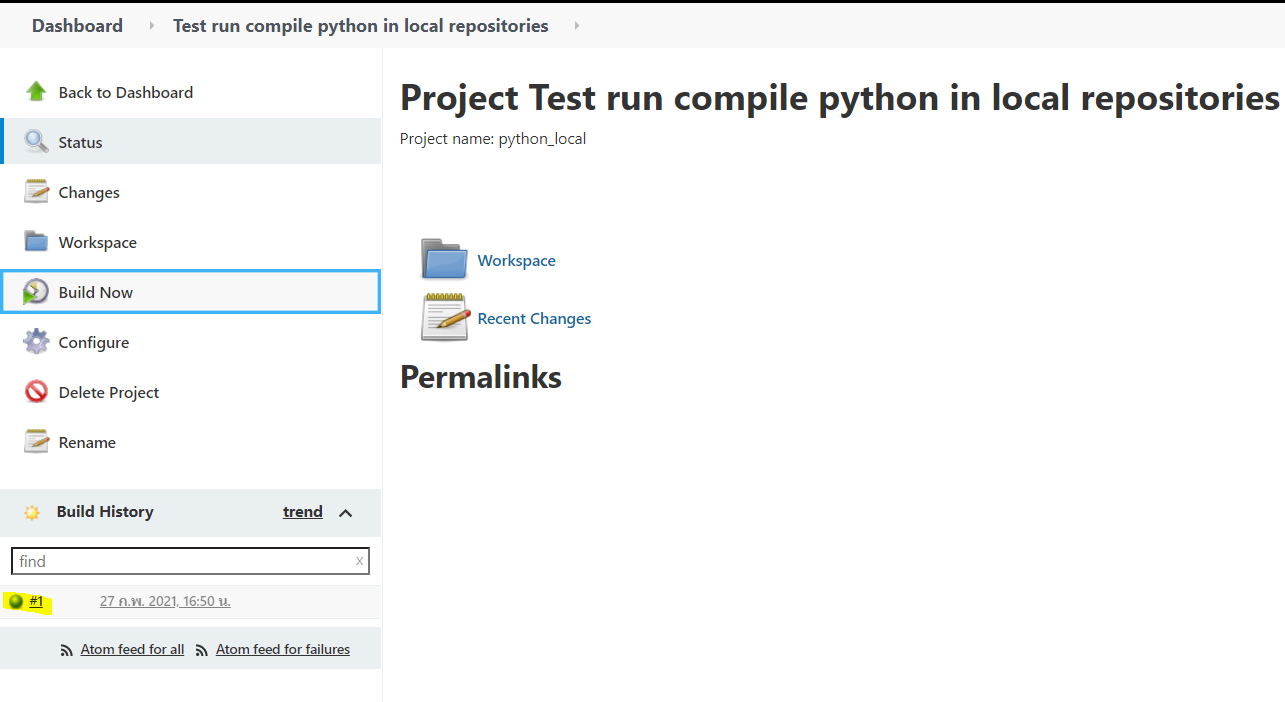 Dashboard
Test run compile python in local repositories
Back to Dashboard
Status
Changes
Workspace
Build Now
Configure
Delete Project
Rename
Build History
trend
find
x
#1
27 ก.พ. 2021, 16:50 น.
Atom feed for all
Atom feed for failures
Project Test run compile python in local repositories
Project name: python_local
Workspace
Recent Changes
Permalinks